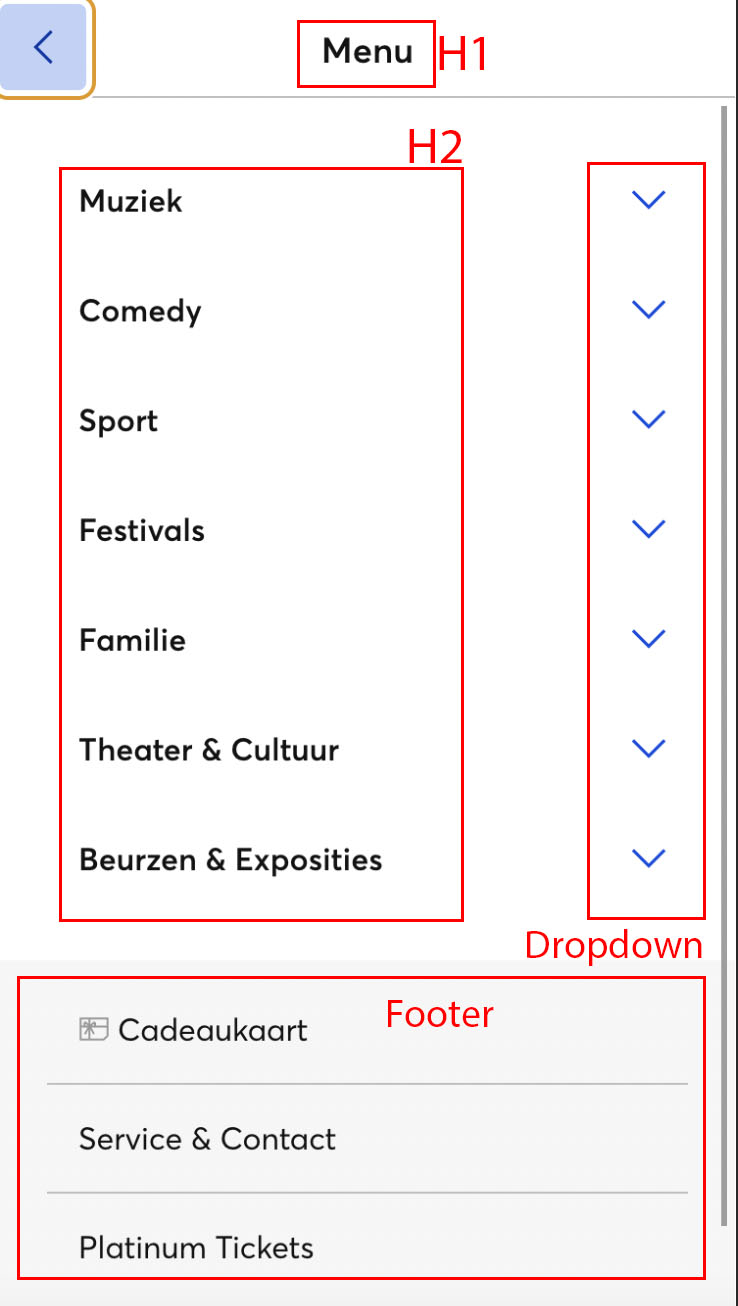 Menu H1
H2
Muziek
Comedy
Sport
Festivals
Familie
Theater & Cultuur
Beurzen & Exposities
Dropdown
Footer
Cadeaukaart
Service & Contact
Platinum Tickets